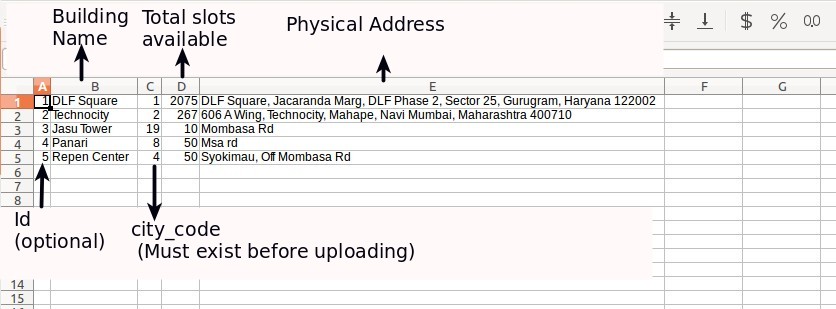 Building Name
Total slots available
Physical Address
$ % 0.0
A B C D E F G
1 1 DLF Square 1 2075 DLF Square, Jacaranda Marg, DLF Phase 2, Sector 25, Gurugram, Haryana 122002
2 2 Technocity 2 267 606 A Wing, Technocity, Mahape, Navi Mumbai, Maharashtra 400710
3 3 Jasu Tower 19 10 Mombasa Rd
4 4 Panari 8 50 Msa rd
5 5 Repen Center 4 50 Syokimau, Off Mombasa Rd
6
7
8
Id
(optional)
city_code
(Must exist before uploading)
14
15